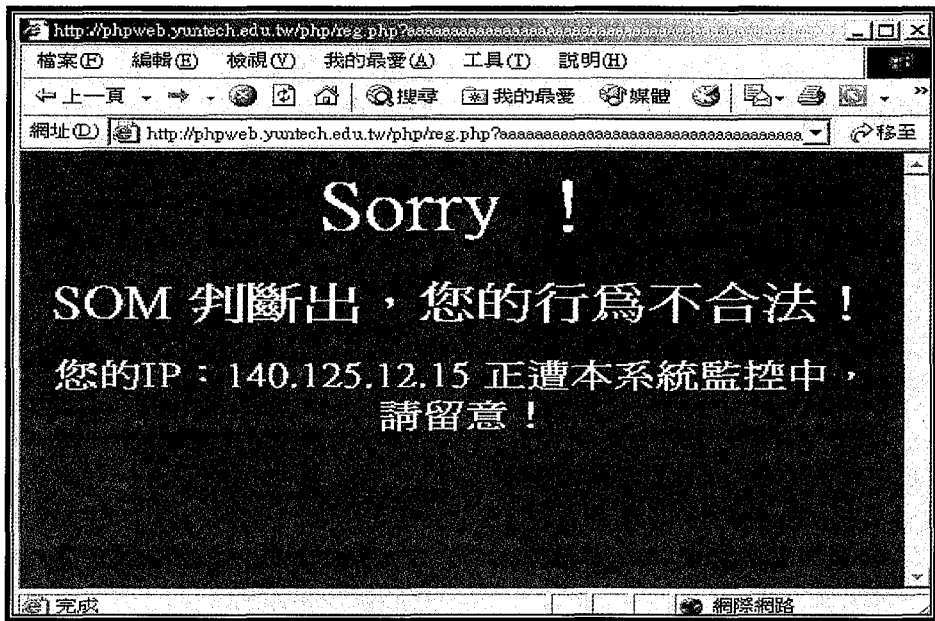 http://phpweb.yuntech.edu.tw/php/reg.php?aaaaaaaaaaaaaaaaaaaaaaaaaaaaaaaaaaaaaaaaaaaaaaa
檔案(F) 編輯(E) 檢視(V) 我的最愛(A) 工具(T) 說明(H)
上一頁 搜尋 我的最愛 媒體 »
網址(D) http://phpweb.yuntech.edu.tw/php/reg.php?aaaaaaaaaaaaaaaaaaaaaaaaaaaaaaaaaaa 移至
Sorry !
SOM 判斷出,您的行為不合法!
您的IP:140.125.12.15 正遭本系統監控中,
請留意!
完成 網際網路